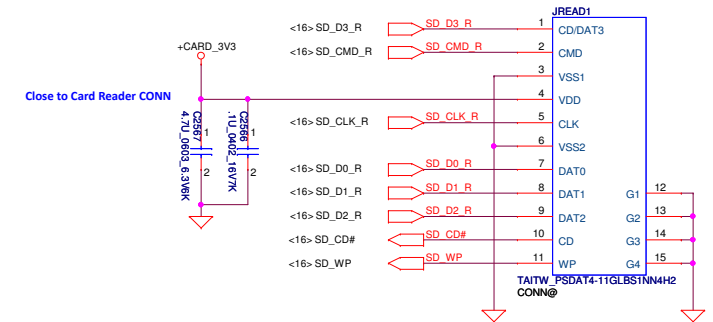 JREAD1
<16> SD_D3_R SD_D3_R 1 CD/DAT3
<16> SD_CMD_R SD_CMD_R 2 CMD
+CARD_3V3
3 VSS1
Close to Card Reader CONN
4 VDD
C2567
4.7U_0603_6.3V6K
1
2
C2566
.1U_0402_16V7K
1
2
<16> SD_CLK_R SD_CLK_R 5 CLK
6 VSS2
<16> SD_D0_R SD_D0_R 7 DAT0
<16> SD_D1_R SD_D1_R 8 DAT1 G1 12
<16> SD_D2_R SD_D2_R 9 DAT2 G2 13
<16> SD_CD# SD_CD# 10 CD G3 14
<16> SD_WP SD_WP 11 WP G4 15
TAITW_PSDAT4-11GLBS1NN4H2
CONN@